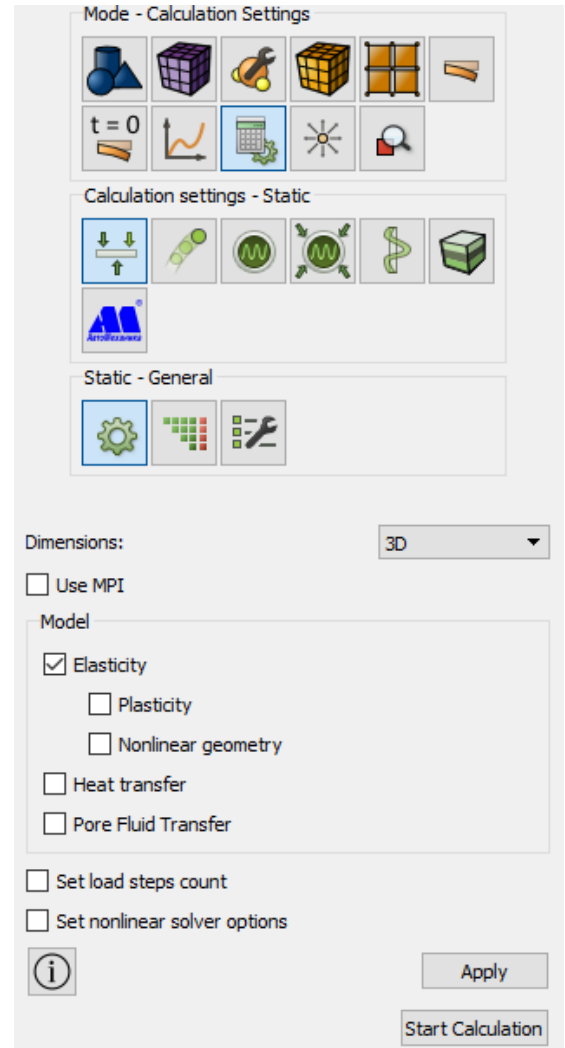 Mode - Calculation Settings
t = 0
Calculation settings - Static
АвтоМеханика
®
Static - General
Dimensions:
3D
Use MPI
Model
Elasticity
Plasticity
Nonlinear geometry
Heat transfer
Pore Fluid Transfer
Set load steps count
Set nonlinear solver options
i
Apply
Start Calculation